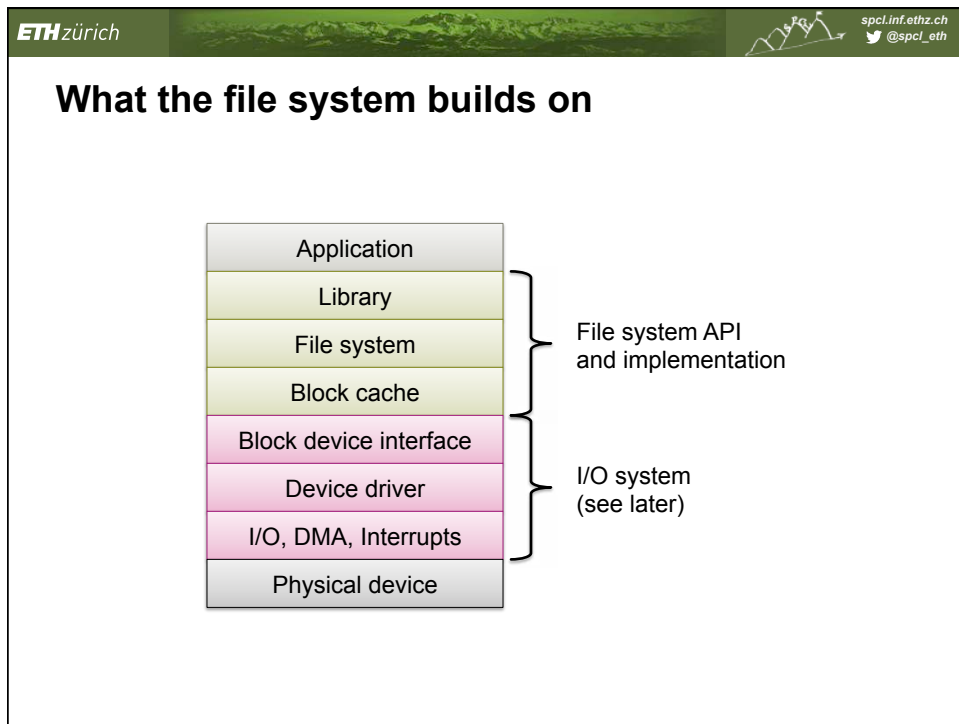 ETH zürich
spcl.inf.ethz.ch
@spcl_eth
What the file system builds on
Application
Library
File system
Block cache
Block device interface
Device driver
I/O, DMA, Interrupts
Physical device
File system API
and implementation
I/O system
(see later)